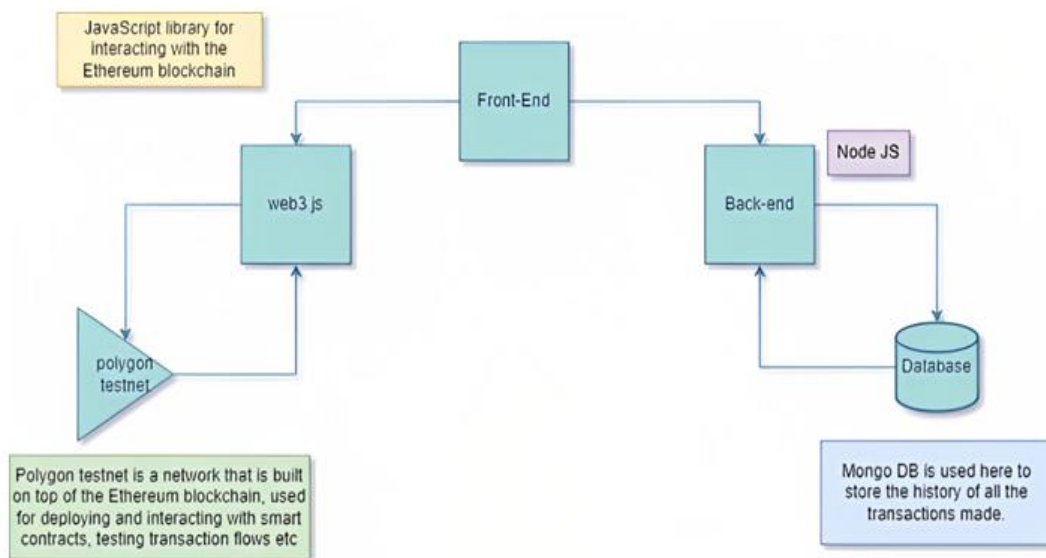 JavaScript library for
interacting with the
Ethereum blockchain
Front-End
Node JS
web3.js
Back-end
polygon
testnet
Database
Polygon testnet is a network that is built
on top of the Ethereum blockchain, used
for deploying and interacting with smart
contracts, testing transaction flows etc
Mongo DB is used here to
store the history of all the
transactions made.